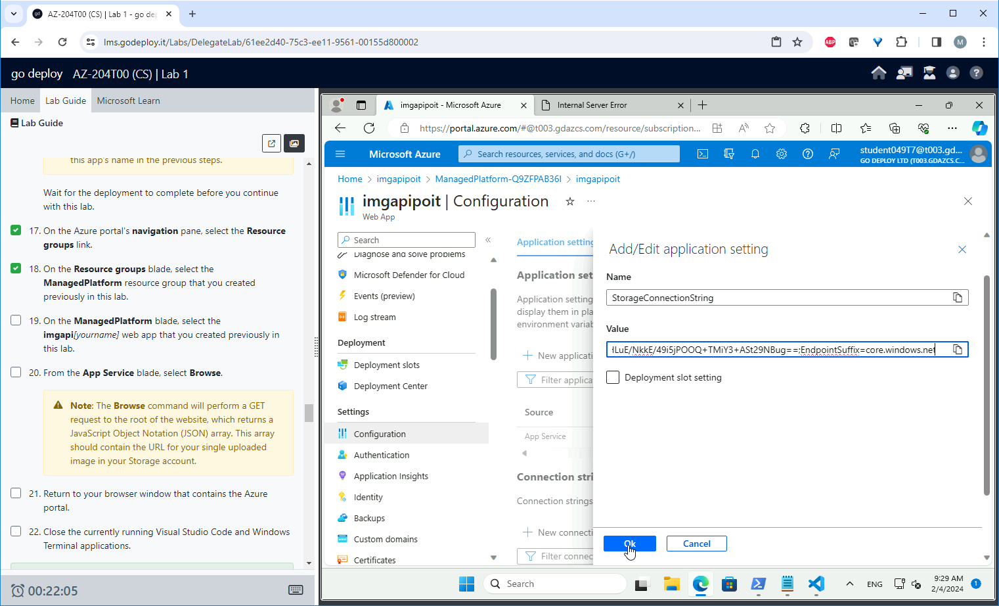 AZ-204T00 (CS) | Lab 1 - go dep
lms.godeploy.it/Labs/DelegateLab/61ee2d40-75c3-ee11-9561-00155d800002
ABP
M
go deploy AZ-204T00 (CS) | Lab 1
Home Lab Guide Microsoft Learn
Lab Guide
this app's name in the previous steps.
Wait for the deployment to complete before you continue
with this lab.
17. On the Azure portal's navigation pane, select the Resource
groups link.
18. On the Resource groups blade, select the
ManagedPlatform resource group that you created
previously in this lab.
19. On the ManagedPlatform blade, select the
imgapi[yourname] web app that you created previously in
this lab.
20. From the App Service blade, select Browse.
Note: The Browse command will perform a GET
request to the root of the website, which returns a
JavaScript Object Notation (JSON) array. This array
should contain the URL for your single uploaded
image in your Storage account.
21. Return to your browser window that contains the Azure
portal.
22. Close the currently running Visual Studio Code and Windows
Terminal applications.
00:22:05
imgapipoit - Microsoft Azure
Internal Server Error
https://portal.azure.com/#@t003.gdazcs.com/resource/subscription...
Microsoft Azure
Search resources, services, and docs (G+/)
student049T7@t003.gd...
GO DEPLOY LTD (T003.GDAZCS.C...
Home > imgapipoit > ManagedPlatform-Q9ZFPAB36I > imgapipoit
imgapipoit | Configuration
Web App
Search
Diagnose and solve problems
Microsoft Defender for Cloud
Events (preview)
Log stream
Deployment
Deployment slots
Deployment Center
Settings
Configuration
Authentication
Application Insights
Identity
Backups
Custom domains
Certificates
Application setting
Application set
Application setting
display them in pla
environment variab
New applicati
Filter applica
Source
App Service
Connection stri
Connection strings
New connecti
Filter connec
Add/Edit application setting
Name
StorageConnectionString
Value
LuE/NkkE/49i5jPOOQ+TMiY3+ASt29NBug==;EndpointSuffix=core.windows.net
Deployment slot setting
Ok
Cancel
Search
ENG
9:29 AM
2/4/2024
1